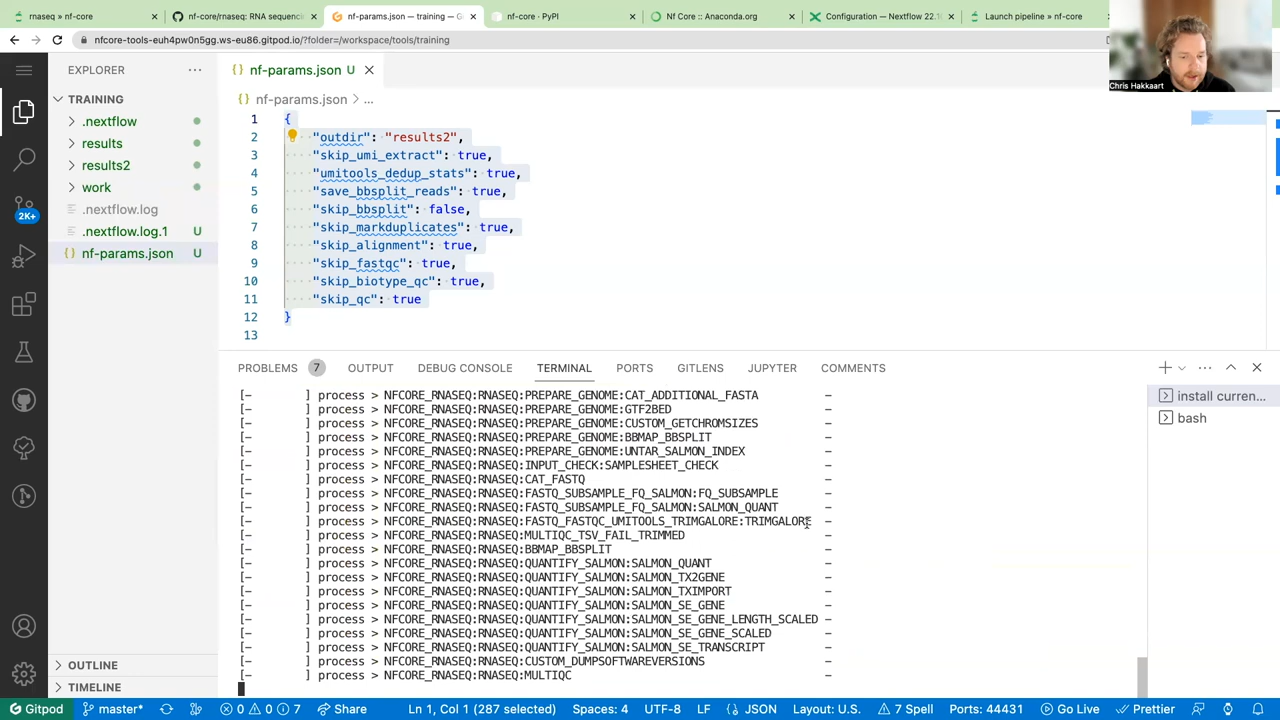 rnaseq » nf-core
nf-core/rnaseq: RNA sequenc
nf-params.json — training — G
nf-core · PyPI
Nf Core :: Anaconda.org
Configuration — Nextflow 22.1
Launch pipeline » nf-core
nfcore-tools-euh4pw0n5gg.ws-eu86.gitpod.io/?folder=/workspace/tools/training
Chris Hakkaart
EXPLORER
TRAINING
.nextflow
results
results2
work
.nextflow.log
.nextflow.log.1 U
nf-params.json U
OUTLINE
TIMELINE
2K+
nf-params.json U
nf-params.json > ...
1 {
2 "outdir": "results2",
3 "skip_umi_extract": true,
4 "umitools_dedup_stats": true,
5 "save_bbsplit_reads": true,
6 "skip_bbsplit": false,
7 "skip_markduplicates": true,
8 "skip_alignment": true,
9 "skip_fastqc": true,
10 "skip_biotype_qc": true,
11 "skip_qc": true
12 }
13
PROBLEMS 7 OUTPUT DEBUG CONSOLE TERMINAL PORTS GITLENS JUPYTER COMMENTS
[- ] process > NFCORE_RNASEQ:RNASEQ:PREPARE_GENOME:CAT_ADDITIONAL_FASTA -
[- ] process > NFCORE_RNASEQ:RNASEQ:PREPARE_GENOME:GTF2BED -
[- ] process > NFCORE_RNASEQ:RNASEQ:PREPARE_GENOME:CUSTOM_GETCHROMSIZES -
[- ] process > NFCORE_RNASEQ:RNASEQ:PREPARE_GENOME:BBMAP_BBSPLIT -
[- ] process > NFCORE_RNASEQ:RNASEQ:PREPARE_GENOME:UNTAR_SALMON_INDEX -
[- ] process > NFCORE_RNASEQ:RNASEQ:INPUT_CHECK:SAMPLESHEET_CHECK -
[- ] process > NFCORE_RNASEQ:RNASEQ:CAT_FASTQ -
[- ] process > NFCORE_RNASEQ:RNASEQ:FASTQ_SUBSAMPLE_FQ_SALMON:FQ_SUBSAMPLE -
[- ] process > NFCORE_RNASEQ:RNASEQ:FASTQ_SUBSAMPLE_FQ_SALMON:SALMON_QUANT -
[- ] process > NFCORE_RNASEQ:RNASEQ:FASTQ_FASTQC_UMITOOLS_TRIMGALORE:TRIMGALORE -
[- ] process > NFCORE_RNASEQ:RNASEQ:MULTIQC_TSV_FAIL_TRIMMED -
[- ] process > NFCORE_RNASEQ:RNASEQ:BBMAP_BBSPLIT -
[- ] process > NFCORE_RNASEQ:RNASEQ:QUANTIFY_SALMON:SALMON_QUANT -
[- ] process > NFCORE_RNASEQ:RNASEQ:QUANTIFY_SALMON:SALMON_TX2GENE -
[- ] process > NFCORE_RNASEQ:RNASEQ:QUANTIFY_SALMON:SALMON_TXIMPORT -
[- ] process > NFCORE_RNASEQ:RNASEQ:QUANTIFY_SALMON:SALMON_SE_GENE -
[- ] process > NFCORE_RNASEQ:RNASEQ:QUANTIFY_SALMON:SALMON_SE_GENE_LENGTH_SCALED -
[- ] process > NFCORE_RNASEQ:RNASEQ:QUANTIFY_SALMON:SALMON_SE_GENE_SCALED -
[- ] process > NFCORE_RNASEQ:RNASEQ:QUANTIFY_SALMON:SALMON_SE_TRANSCRIPT -
[- ] process > NFCORE_RNASEQ:RNASEQ:CUSTOM_DUMPSOFTWAREVERSIONS -
[- ] process > NFCORE_RNASEQ:RNASEQ:MULTIQC -
install curren...
bash
Gitpod master* 0 0 7 Share Ln 1, Col 1 (287 selected) Spaces: 4 UTF-8 LF {} JSON Layout: U.S. 7 Spell Ports: 44431 Go Live Prettier